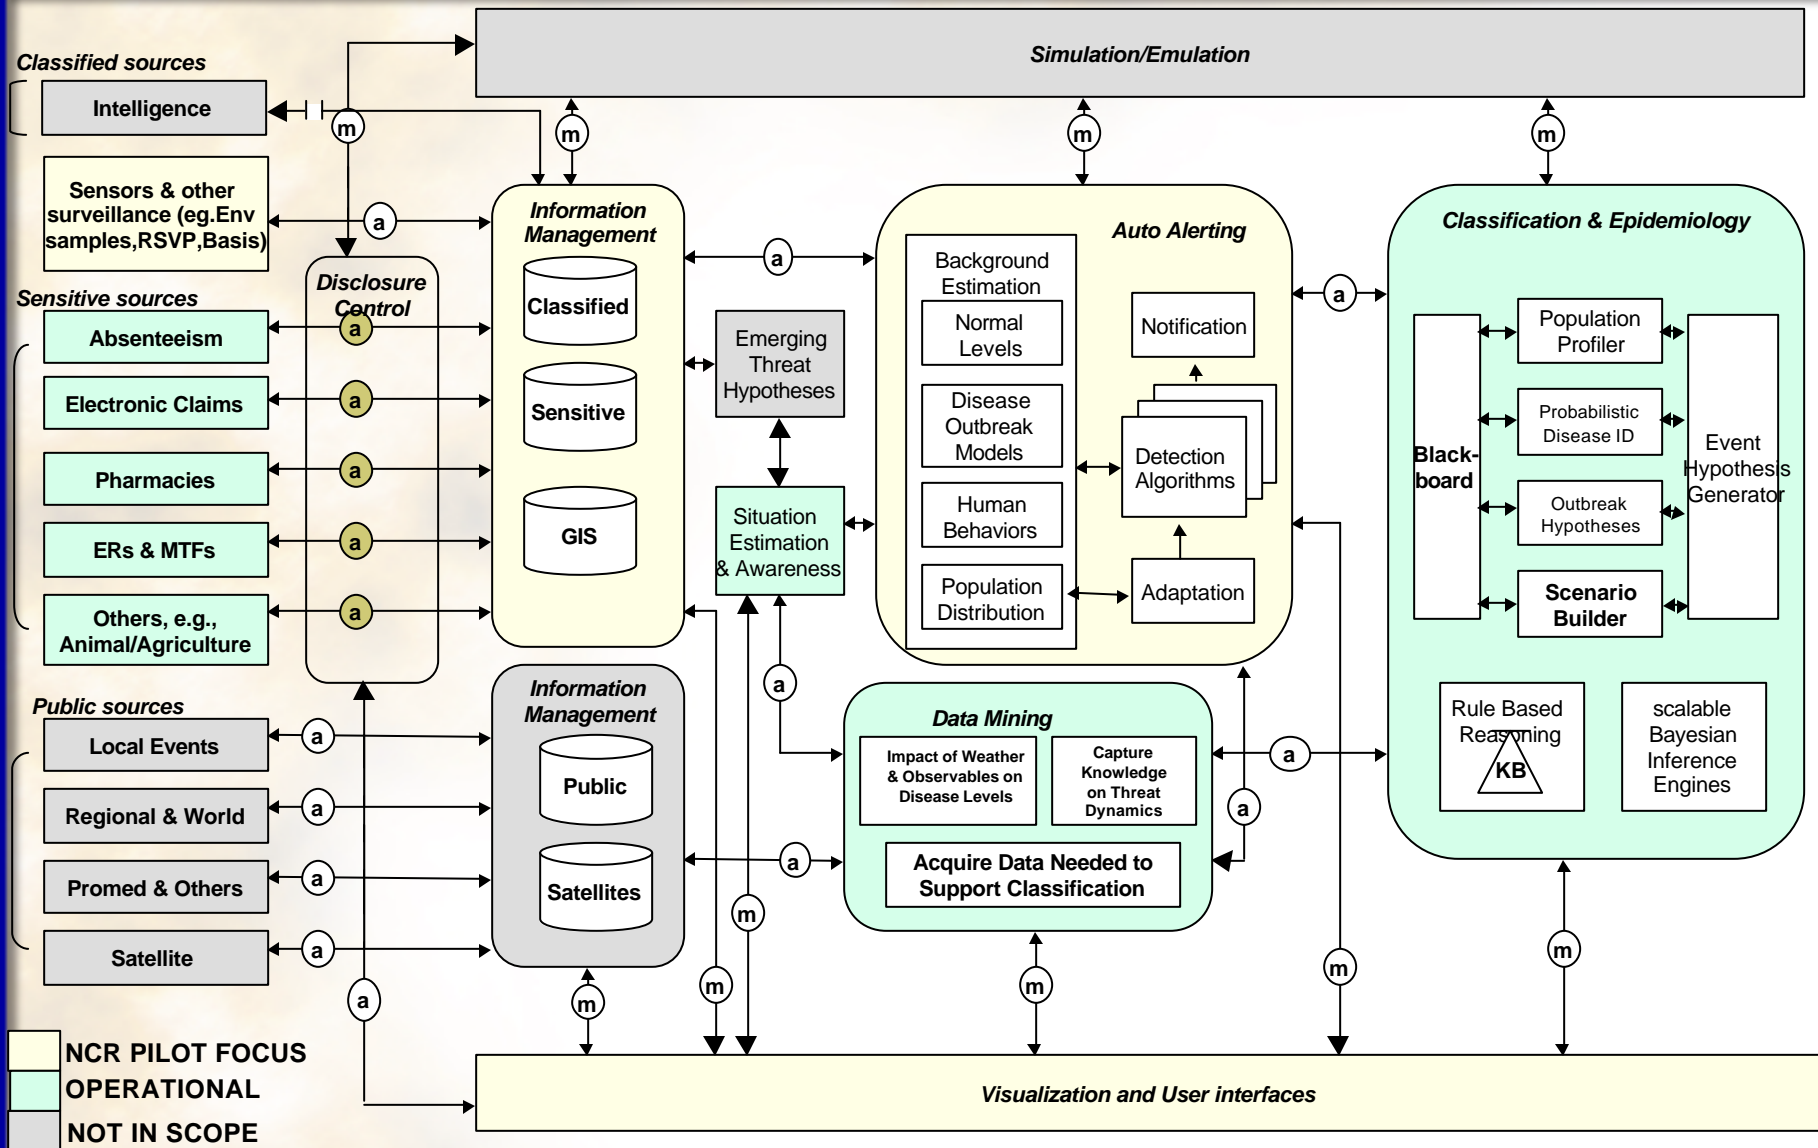 Simulation/Emulation
Classified sources
Intelligence
m
m
m
m
Sensors & other
surveillance (eg.Env
samples,RSVP,Basis)
a
Information
Management
Classified
Sensitive
GIS
Disclosure
Control
Sensitive sources
Absenteeism
a
Electronic Claims
a
Pharmacies
a
ERs & MTFs
a
Others, e.g.,
Animal/Agriculture
a
a
Emerging
Threat
Hypotheses
Situation
Estimation
& Awareness
a
m
Auto Alerting
Background
Estimation
Normal
Levels
Disease
Outbreak
Models
Human
Behaviors
Population
Distribution
Notification
Detection
Algorithms
Adaptation
a
Classification & Epidemiology
Black-
board
Population
Profiler
Probabilistic
Disease ID
Outbreak
Hypotheses
Scenario
Builder
Event
Hypothesis
Generator
Rule Based
Reasoning
KB
scalable
Bayesian
Inference
Engines
Public sources
Local Events
a
Regional & World
a
Promed & Others
a
Satellite
a
Information
Management
Public
Satellites
a
Data Mining
Impact of Weather
& Observables on
Disease Levels
Capture
Knowledge
on Threat
Dynamics
Acquire Data Needed to
Support Classification
a
a
a
m
m
m
m
m
Visualization and User interfaces
NCR PILOT FOCUS
OPERATIONAL
NOT IN SCOPE